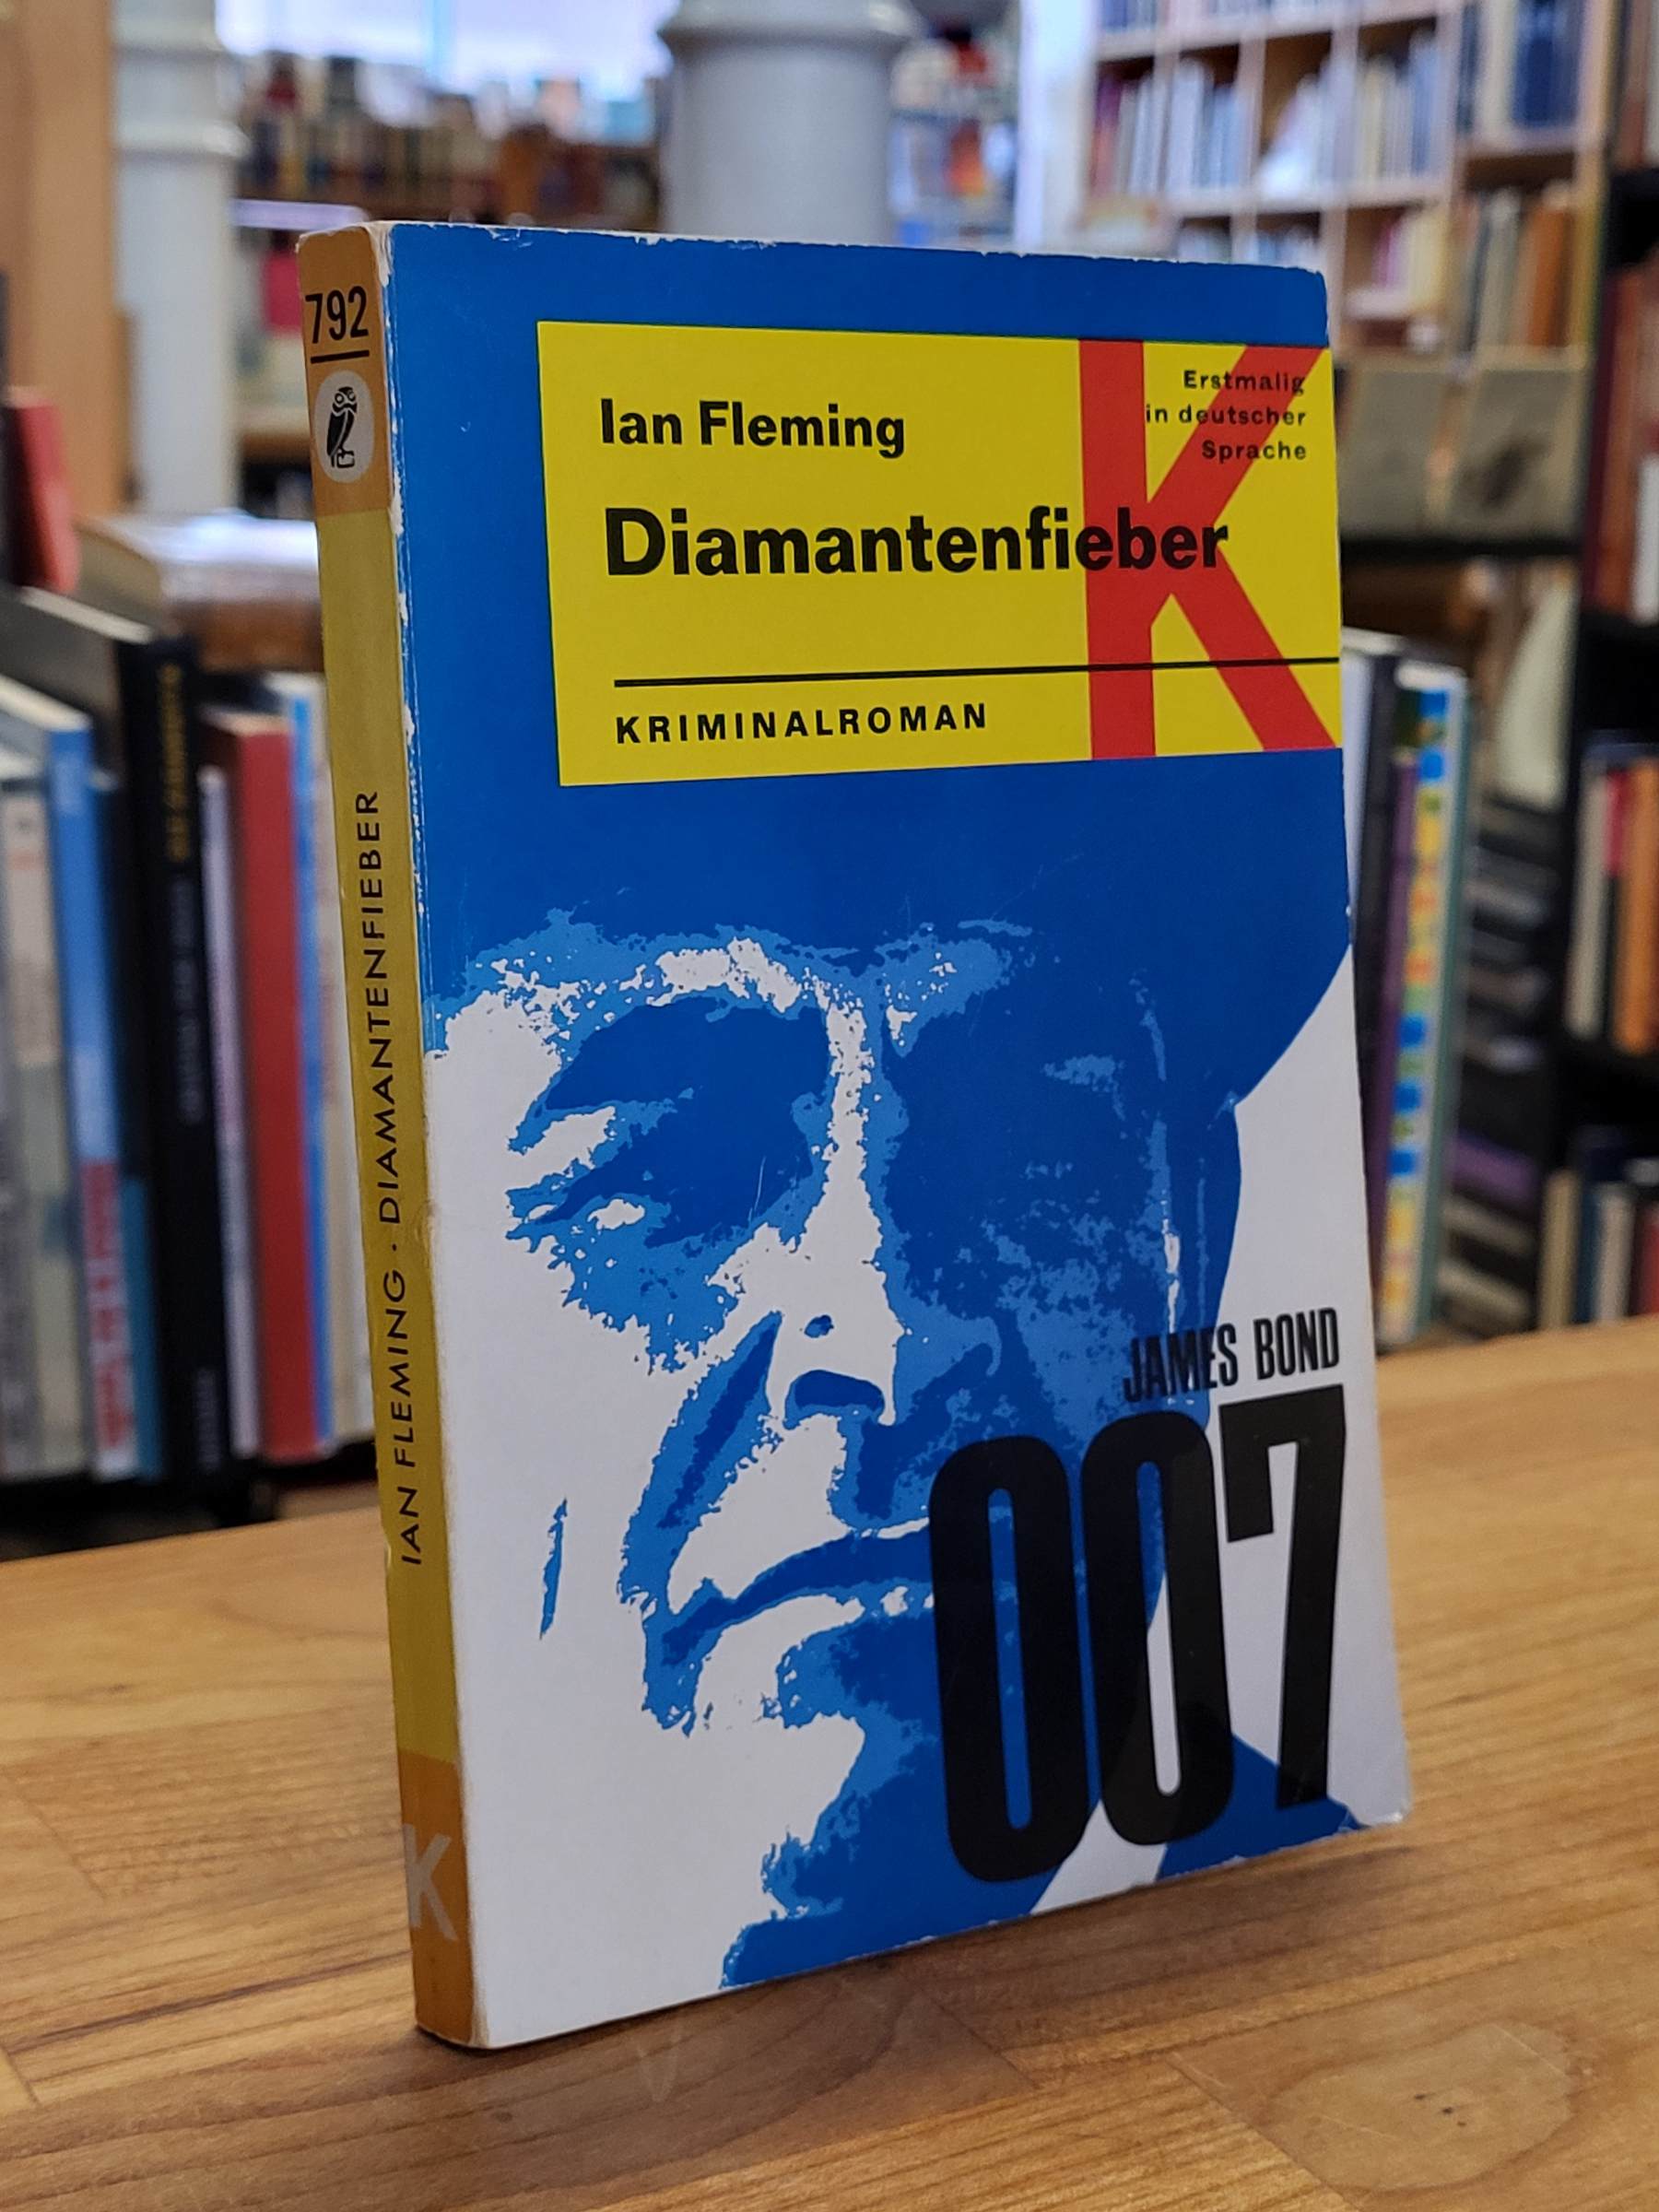 792
IAN FLEMING · DIAMANTENFIEBER
K
Ian Fleming
Diamantenfieber
KRIMINALROMAN
K
Erstmalig
in deutscher
Sprache
JAMES BOND
007